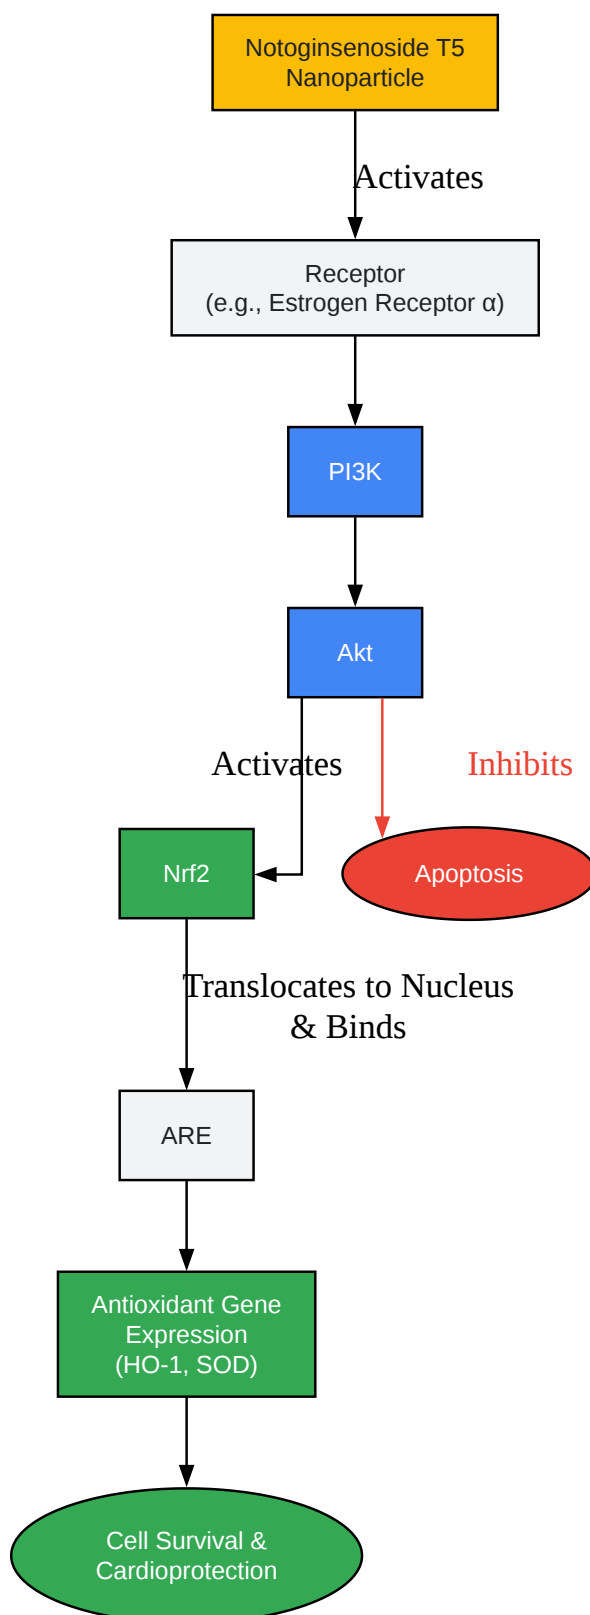 Notoginsenoside T5
Nanoparticle
Activates
Receptor
(e.g., Estrogen Receptor α)
PI3K
Akt
Activates
Inhibits
Nrf2
Apoptosis
Translocates to Nucleus
& Binds
ARE
Antioxidant Gene
Expression
(HO-1, SOD)
Cell Survival &
Cardioprotection